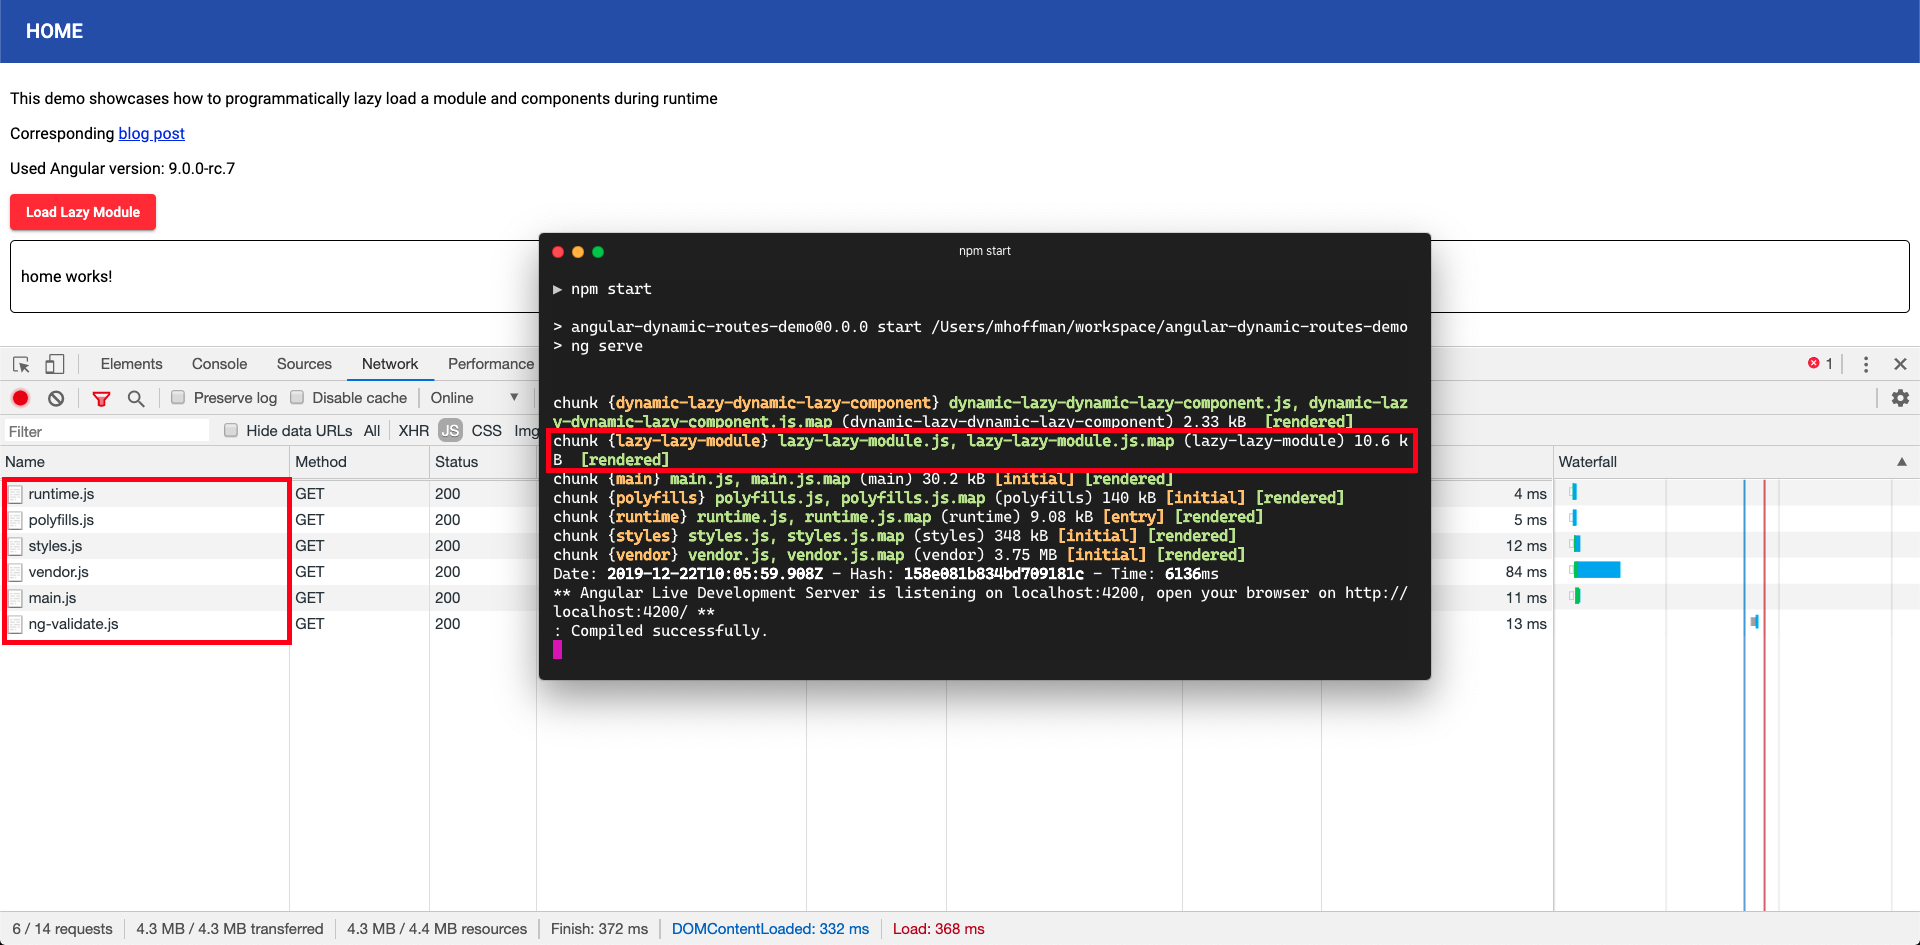 HOME
This demo showcases how to programmatically lazy load a module and components during runtime
Corresponding blog post
Used Angular version: 9.0.0-rc.7
Load Lazy Module
home works!
npm start
▶ npm start
> angular-dynamic-routes-demo@0.0.0 start /Users/mhoffman/workspace/angular-dynamic-routes-demo
> ng serve
chunk {dynamic-lazy-dynamic-lazy-component} dynamic-lazy-dynamic-lazy-component.js, dynamic-laz
y-dynamic-lazy-component.js.map (dynamic-lazy-dynamic-lazy-component) 2.33 kB  [rendered]
chunk {lazy-lazy-module} lazy-lazy-module.js, lazy-lazy-module.js.map (lazy-lazy-module) 10.6 k
B  [rendered]
chunk {main} main.js, main.js.map (main) 30.2 kB [initial] [rendered]
chunk {polyfills} polyfills.js, polyfills.js.map (polyfills) 140 kB [initial] [rendered]
chunk {runtime} runtime.js, runtime.js.map (runtime) 9.08 kB [entry] [rendered]
chunk {styles} styles.js, styles.js.map (styles) 348 kB [initial] [rendered]
chunk {vendor} vendor.js, vendor.js.map (vendor) 3.75 MB [initial] [rendered]
Date: 2019-12-22T10:05:59.908Z - Hash: 158e081b834bd709181c - Time: 6136ms
** Angular Live Development Server is listening on localhost:4200, open your browser on http://
localhost:4200/ **
: Compiled successfully.
Elements Console Sources Network Performance 1
Preserve log Disable cache Online
Filter Hide data URLs All XHR JS CSS Img
Name Method Status Waterfall
runtime.js GET 200 4 ms
polyfills.js GET 200 5 ms
styles.js GET 200 12 ms
vendor.js GET 200 84 ms
main.js GET 200 11 ms
ng-validate.js GET 200 13 ms
6 / 14 requests 4.3 MB / 4.3 MB transferred 4.3 MB / 4.4 MB resources Finish: 372 ms DOMContentLoaded: 332 ms Load: 368 ms